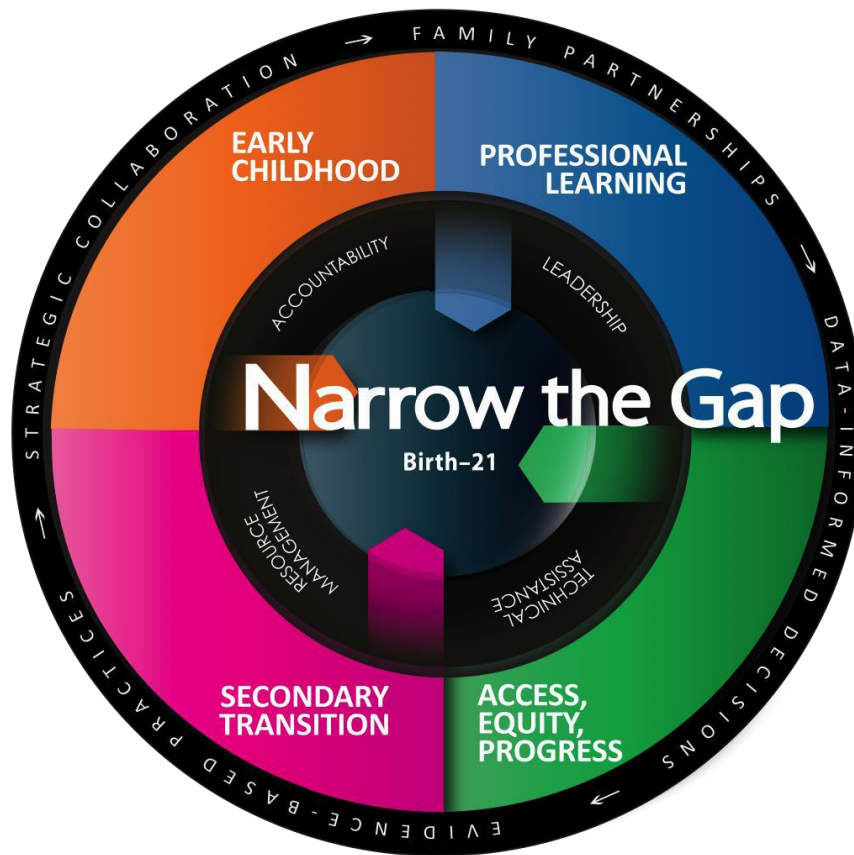 STRATEGIC COLLABORATION → FAMILY PARTNERSHIPS → DATA-INFORMED DECISIONS → EVIDENCE-BASED PRACTICES →
EARLY
CHILDHOOD
PROFESSIONAL
LEARNING
ACCOUNTABILITY
LEADERSHIP
Narrow the Gap
Birth–21
RESOURCE
MANAGEMENT
TECHNICAL
ASSISTANCE
SECONDARY
TRANSITION
ACCESS,
EQUITY,
PROGRESS